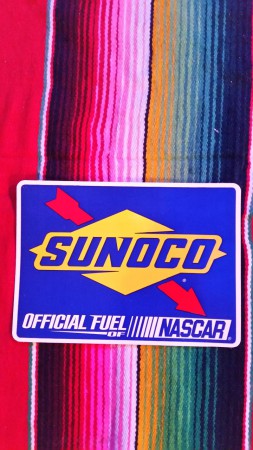 SUNOCO
OFFICIAL FUEL OF NASCAR